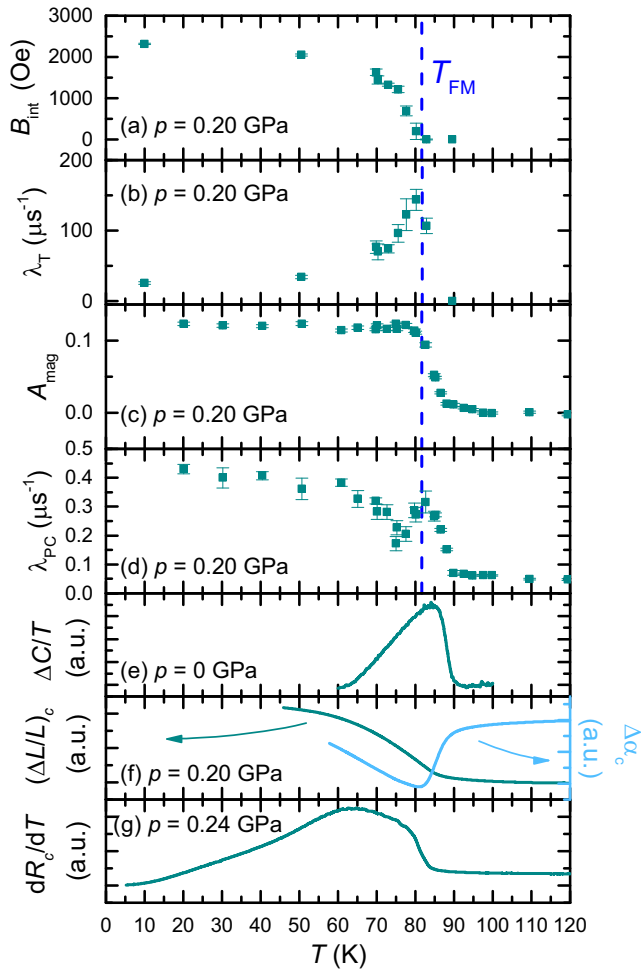 3000
2000
1000
0
B_int (Oe)
T_FM
(a) p = 0.20 GPa
200
100
0
λ_T (μs⁻¹)
(b) p = 0.20 GPa
0.1
0.0
A_mag
(c) p = 0.20 GPa
0.5
0.4
0.3
0.2
0.1
0.0
λ_PC (μs⁻¹)
(d) p = 0.20 GPa
ΔC/T
(a.u.)
(e) p = 0 GPa
(ΔL/L)_c
(a.u.)
(f) p = 0.20 GPa
Δα_c
(a.u.)
dR_c/dT
(a.u.)
(g) p = 0.24 GPa
0 10 20 30 40 50 60 70 80 90 100 110 120
T (K)